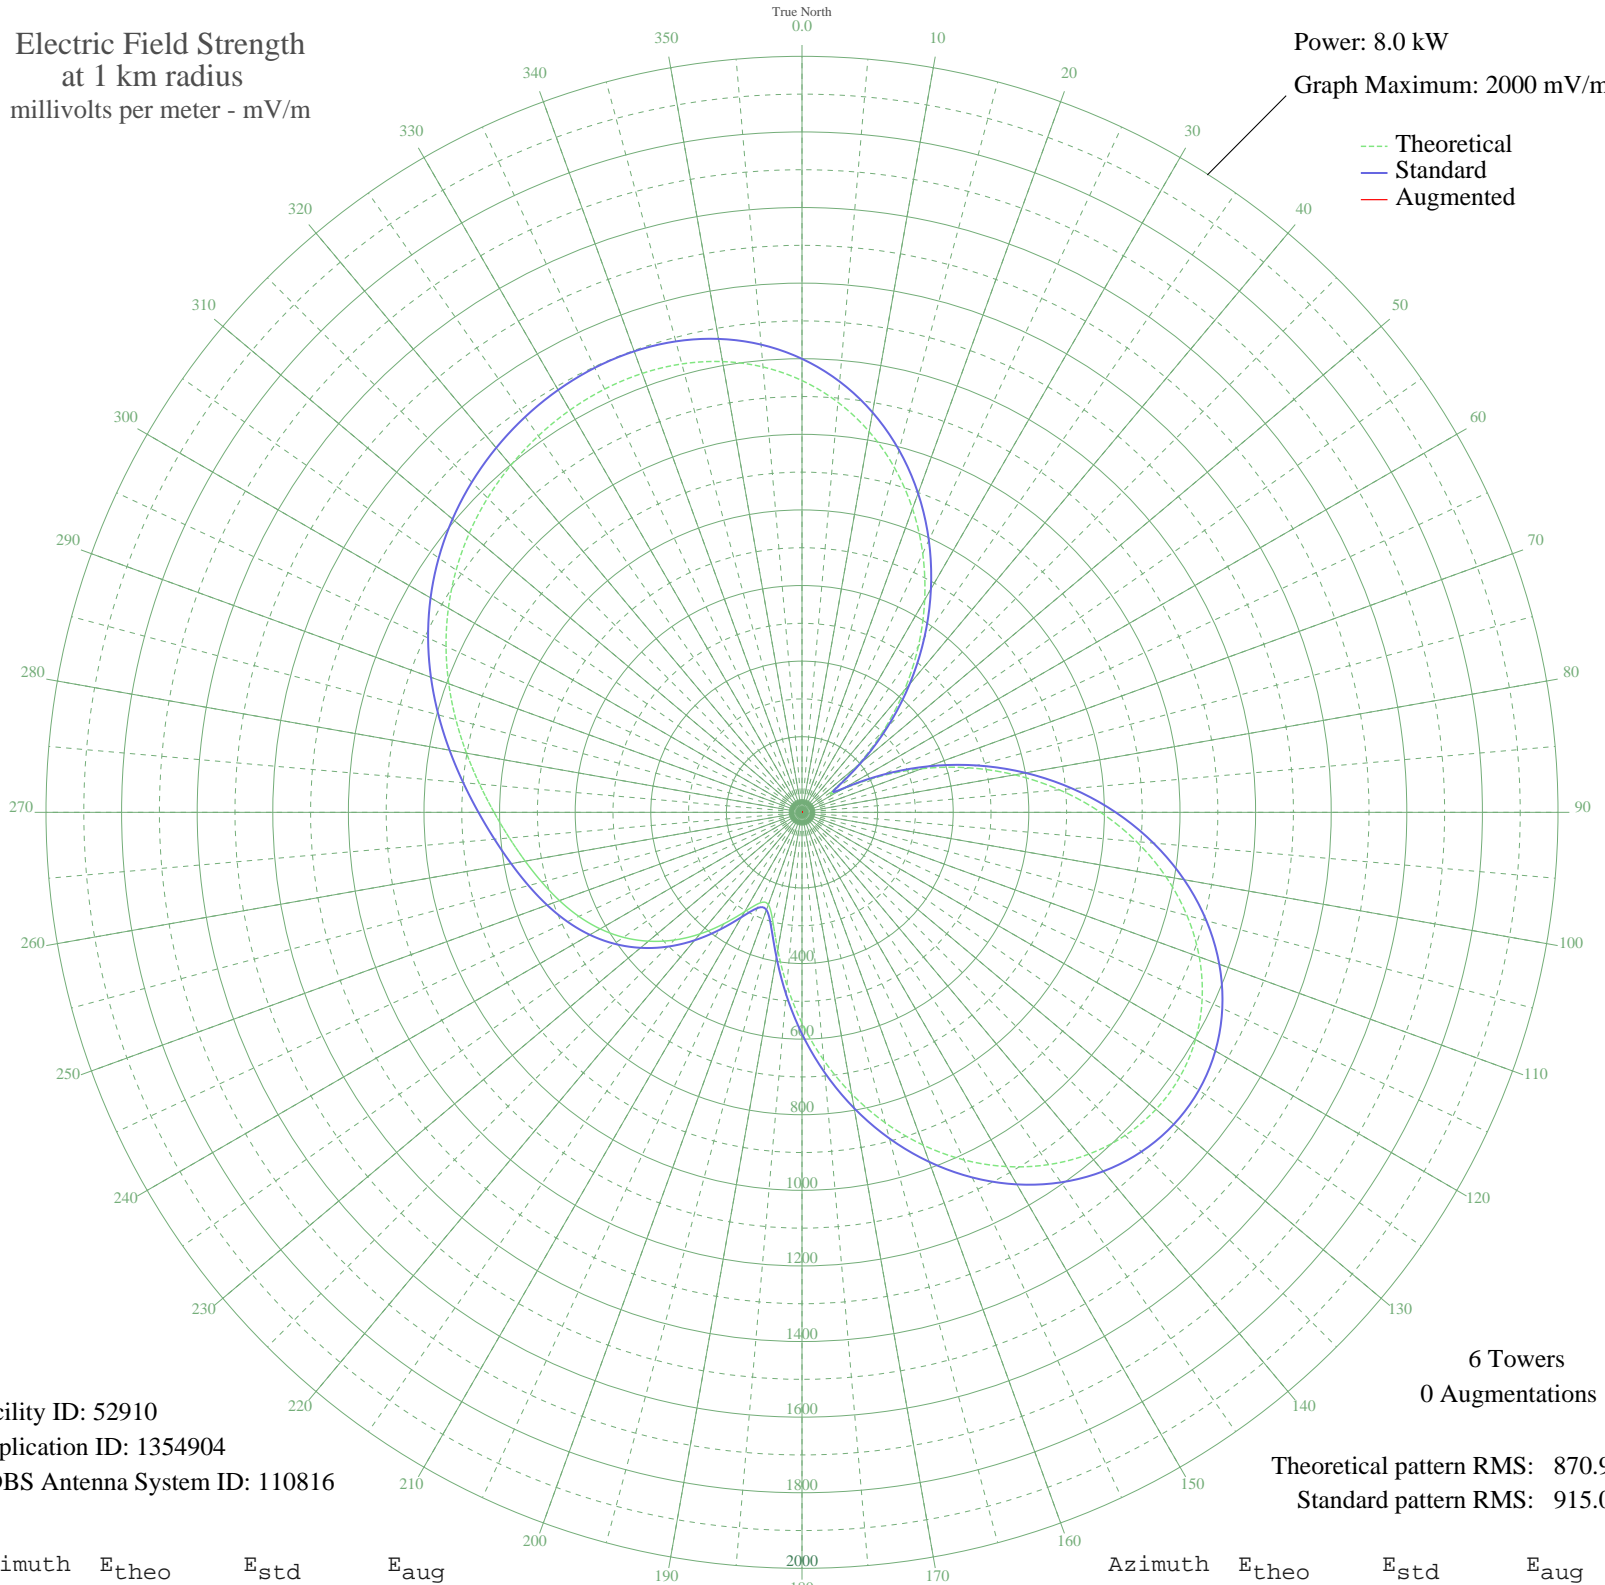 True North
0.0
Electric Field Strength
at 1 km radius
millivolts per meter - mV/m
Power: 8.0 kW
Graph Maximum: 2000 mV/m
Theoretical
Standard
Augmented
10
20
30
40
50
60
70
80
90
100
110
120
130
140
150
160
170
190
200
210
220
230
240
250
260
270
280
290
300
310
320
330
340
350
400
600
800
1000
1200
1400
1600
1800
2000
6 Towers
0 Augmentations
cility ID: 52910
plication ID: 1354904
DBS Antenna System ID: 110816
Theoretical pattern RMS: 870.9
Standard pattern RMS: 915.0
imuth Etheo Estd Eaug Azimuth Etheo Estd Eaug